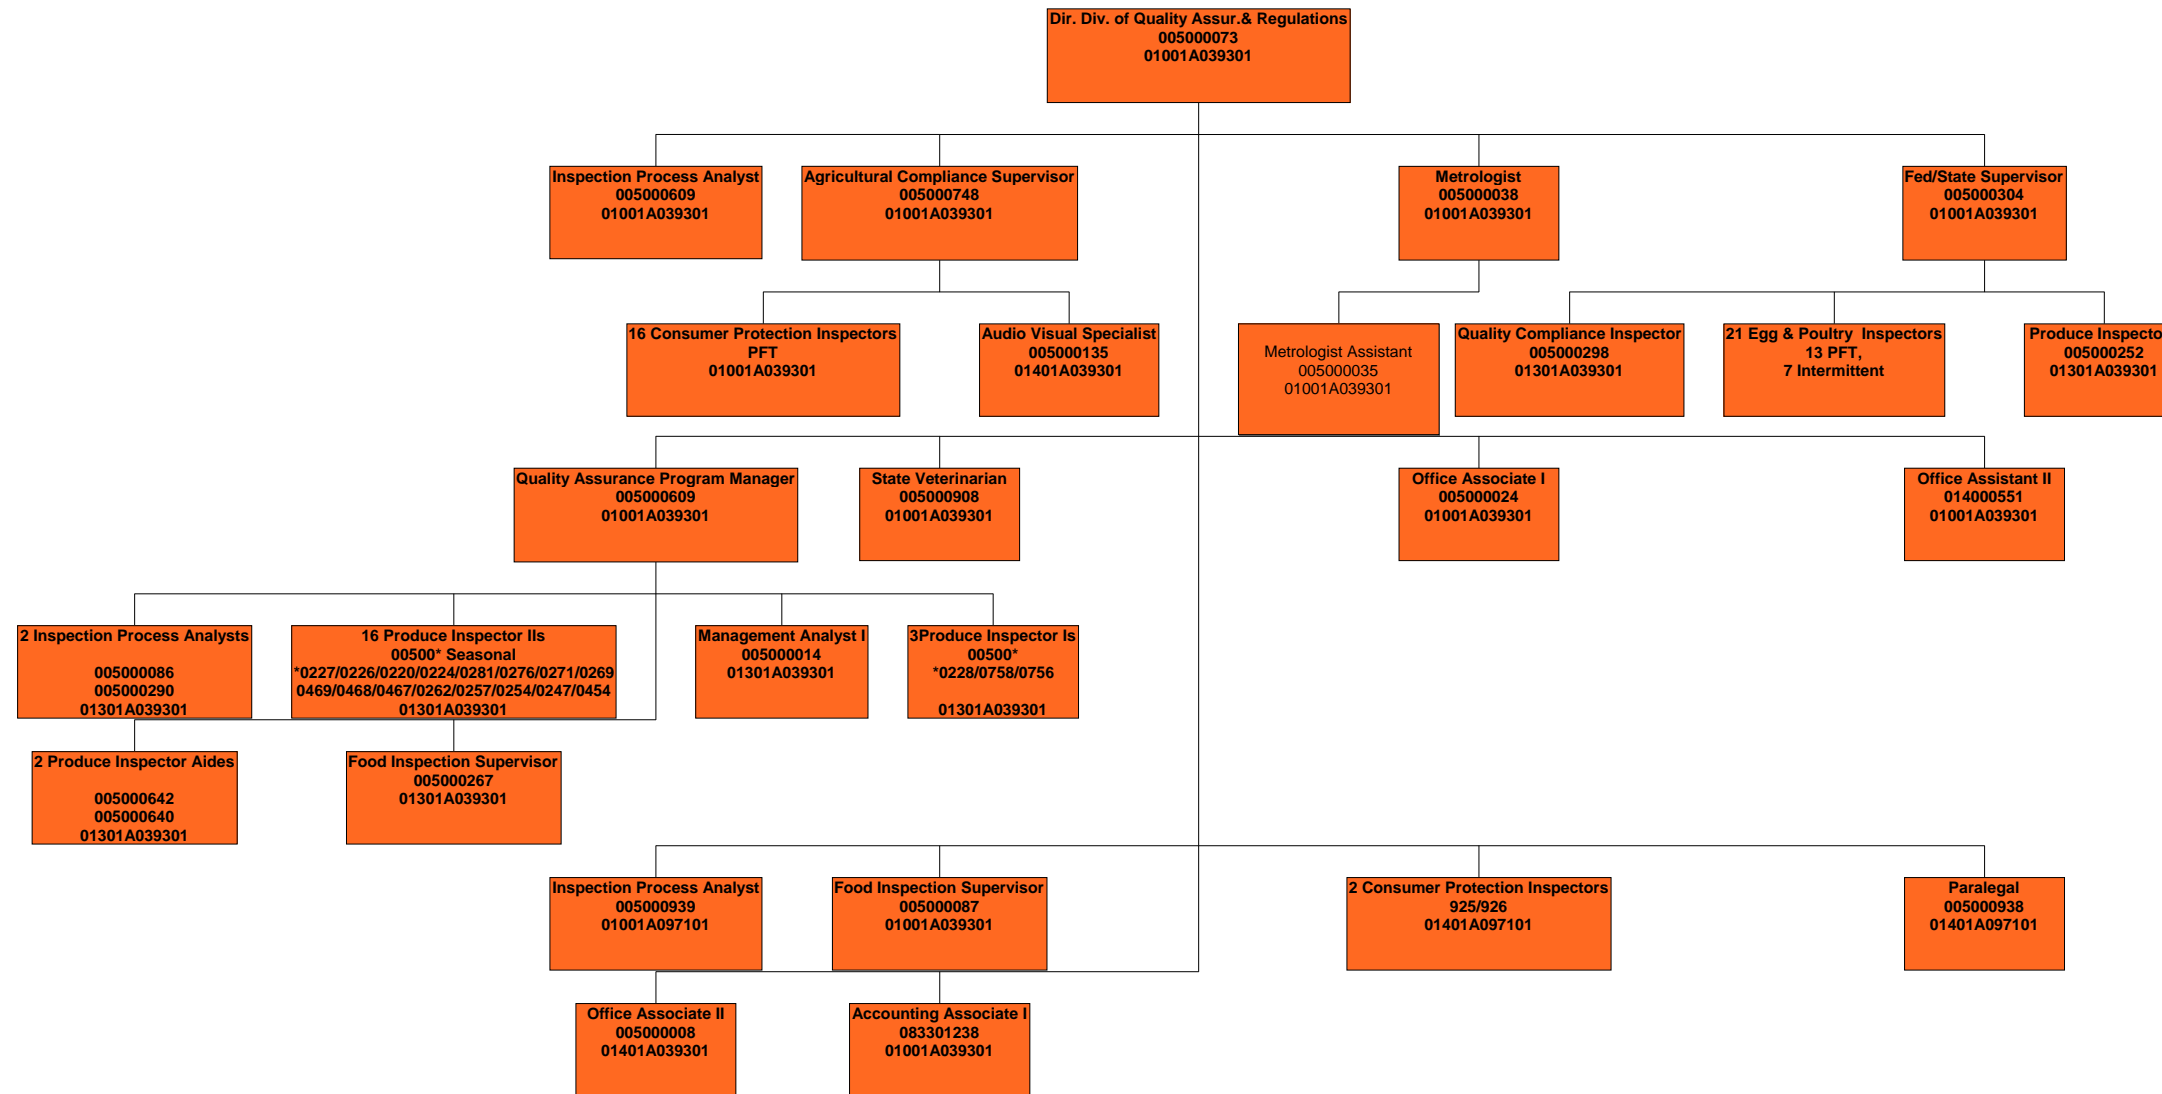 Dir. Div. of Quality Assur.& Regulations
005000073
01001A039301
Inspection Process Analyst
005000609
01001A039301
Agricultural Compliance Supervisor
005000748
01001A039301
Metrologist
005000038
01001A039301
Fed/State Supervisor
005000304
01001A039301
16 Consumer Protection Inspectors
PFT
01001A039301
Audio Visual Specialist
005000135
01401A039301
Metrologist Assistant
005000035
01001A039301
Quality Compliance Inspector
005000298
01301A039301
21 Egg & Poultry  Inspectors
13 PFT,
7 Intermittent
Produce Inspecto
005000252
01301A039301
Quality Assurance Program Manager
005000609
01001A039301
State Veterinarian
005000908
01001A039301
Office Associate I
005000024
01001A039301
Office Assistant II
014000551
01001A039301
2 Inspection Process Analysts
005000086
005000290
01301A039301
16 Produce Inspector IIs
00500* Seasonal
*0227/0226/0220/0224/0281/0276/0271/0269
0469/0468/0467/0262/0257/0254/0247/0454
01301A039301
Management Analyst I
005000014
01301A039301
3Produce Inspector Is
00500*
*0228/0758/0756
01301A039301
2 Produce Inspector Aides
005000642
005000640
01301A039301
Food Inspection Supervisor
005000267
01301A039301
Inspection Process Analyst
005000939
01001A097101
Food Inspection Supervisor
005000087
01001A039301
2 Consumer Protection Inspectors
925/926
01401A097101
Paralegal
005000938
01401A097101
Office Associate II
005000008
01401A039301
Accounting Associate I
083301238
01001A039301